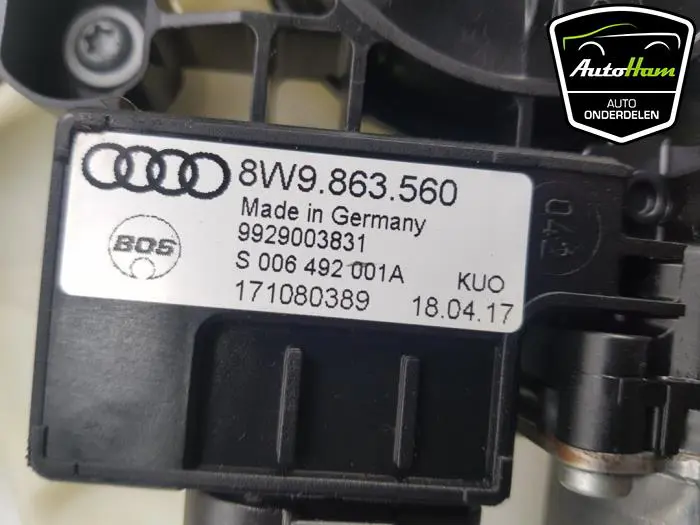 AutoHam
AUTO
ONDERDELEN
8W9.863.560
Made in Germany
9929003831
BOS
S 006 492 001A
KUO
171080389
18.04.17
042